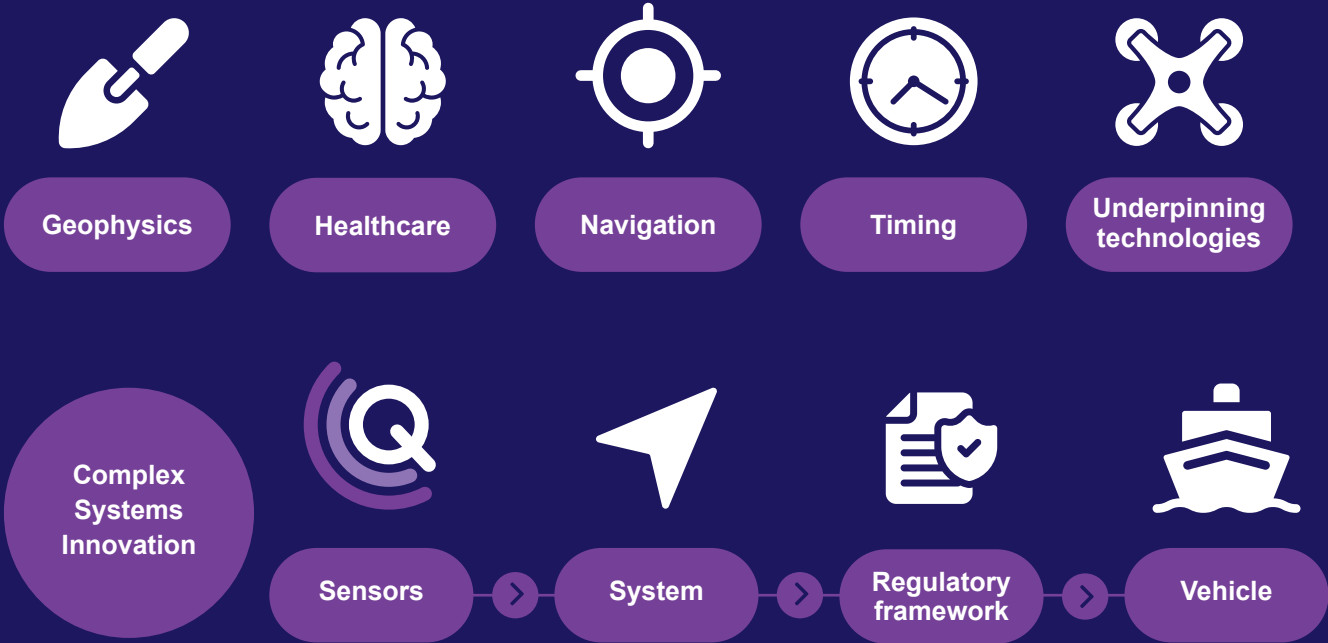 Geophysics
Healthcare
Navigation
Timing
Underpinning
technologies
Complex
Systems
Innovation
Sensors
System
Regulatory
framework
Vehicle